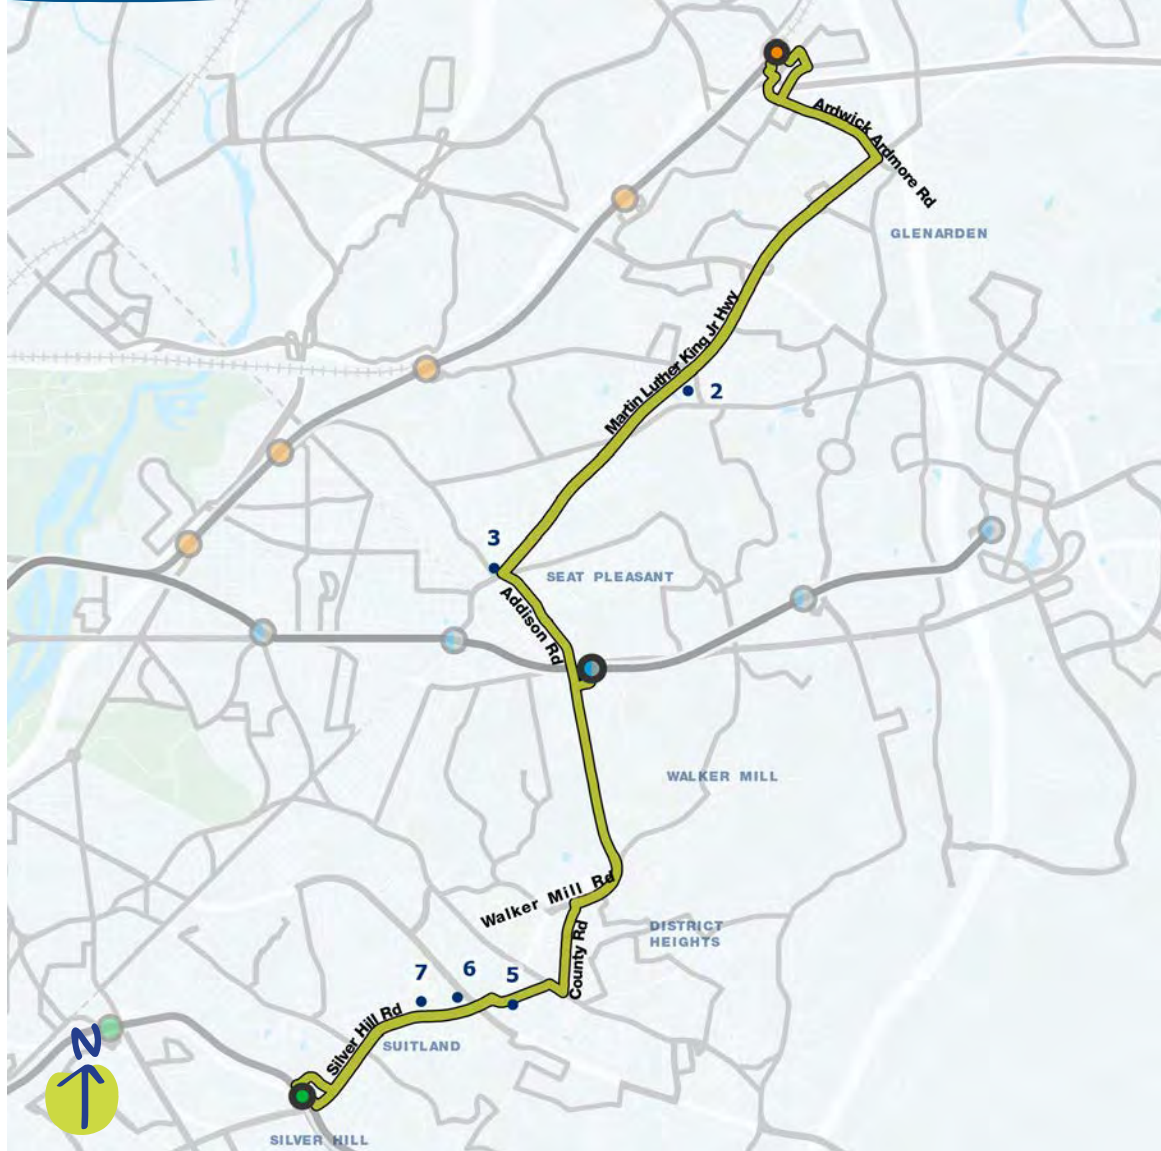 Ardwick Ardmore Rd
GLENARDEN
Martin Luther King Jr Hwy
2
3
SEAT PLEASANT
Addison Rd
WALKER MILL
Walker Mill Rd
DISTRICT
HEIGHTS
County Rd
7
6
5
Silver Hill Rd
SUITLAND
N
SILVER HILL